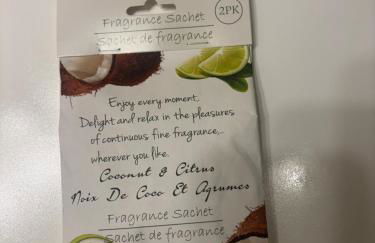 Fragrance Sachet
Sachet de fragrance
2PK
Enjoy every moment,
Delight and relax in the pleasures
of continuous fine fragrance,..
wherever you like.
Coconut & Citrus
Noix De Coco Et Agrumes
Fragrance Sachet
Sachet de fragrance